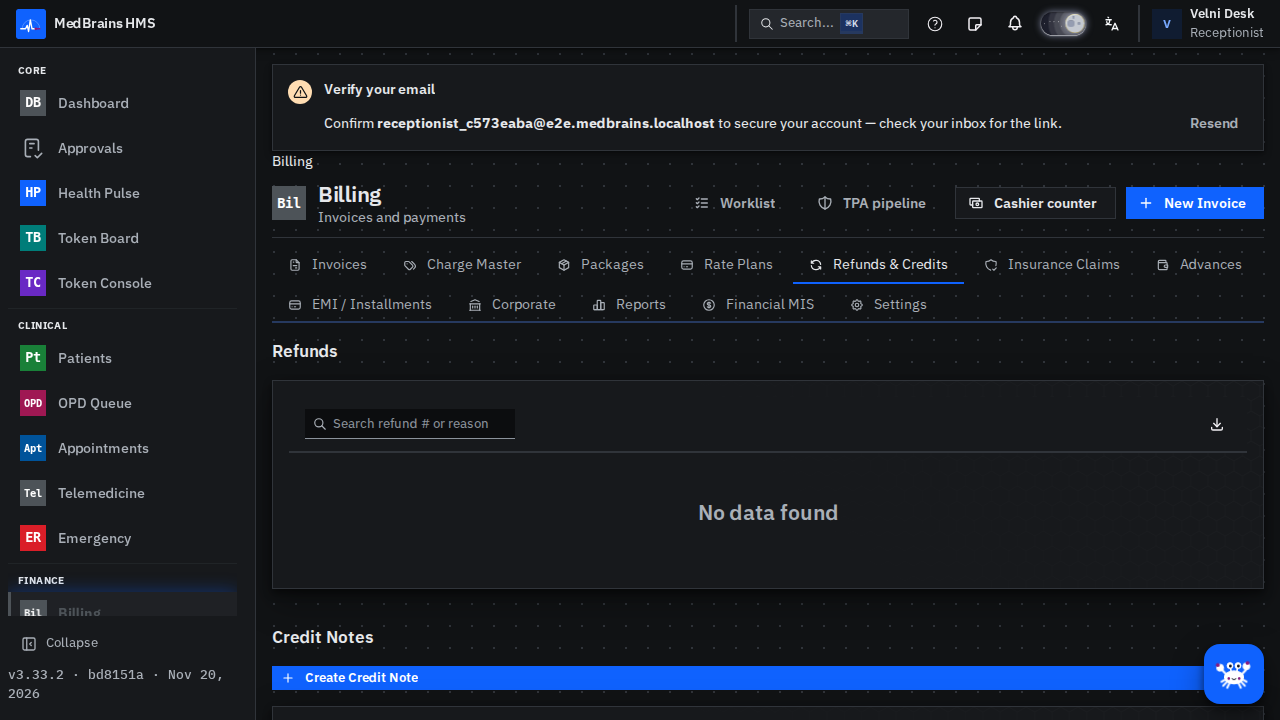 MedBrains HMS
Search...
⌘K
V
Velni Desk
Receptionist
CORE
DB Dashboard
Approvals
HP Health Pulse
TB Token Board
TC Token Console
CLINICAL
Pt Patients
OPD OPD Queue
Apt Appointments
Tel Telemedicine
ER Emergency
FINANCE
Bil Billing
Collapse
v3.33.2 · bd8151a · Nov 20,
2026
Verify your email
Confirm receptionist_c573eaba@e2e.medbrains.localhost to secure your account — check your inbox for the link.
Resend
Billing
Bil
Billing
Invoices and payments
Worklist
TPA pipeline
Cashier counter
New Invoice
Invoices
Charge Master
Packages
Rate Plans
Refunds & Credits
Insurance Claims
Advances
EMI / Installments
Corporate
Reports
Financial MIS
Settings
Refunds
Search refund # or reason
No data found
Credit Notes
Create Credit Note